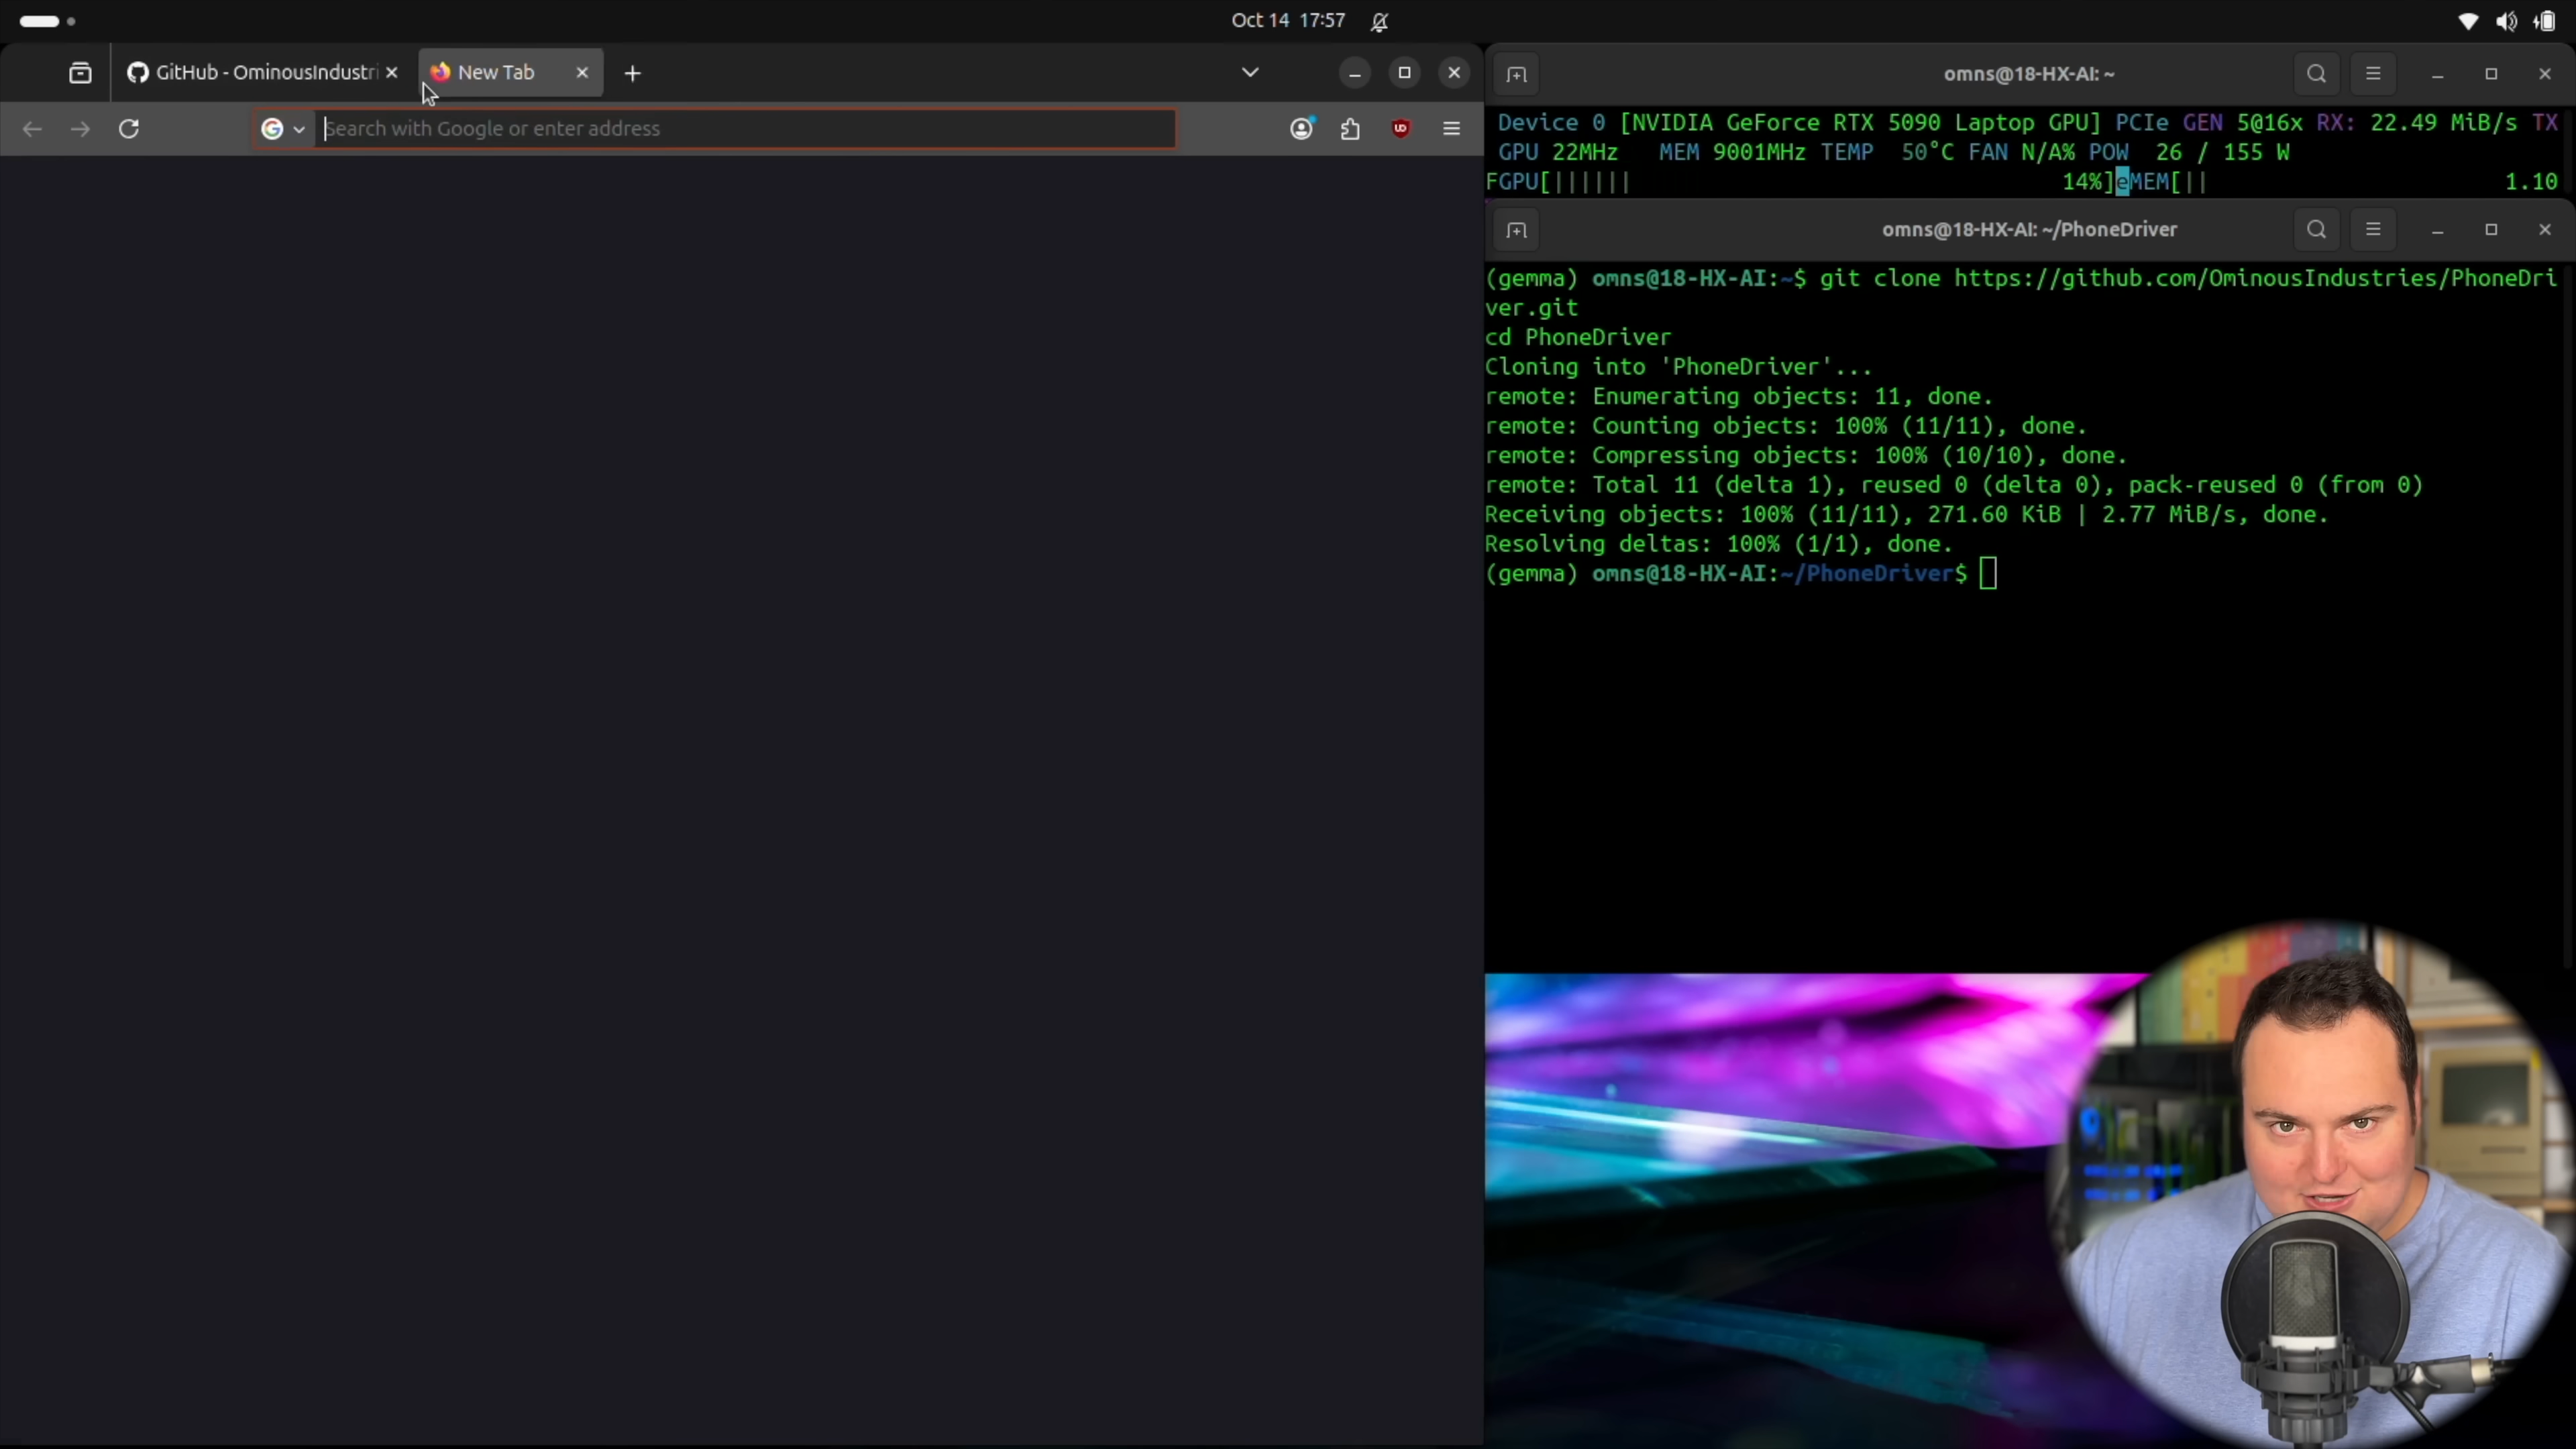 Oct 14 17:57
GitHub - OminousIndustri
New Tab
Search with Google or enter address
omns@18-HX-AI: ~
Device 0 [NVIDIA GeForce RTX 5090 Laptop GPU] PCIe GEN 5@16x RX: 22.49 MiB/s TX
GPU 22MHz MEM 9001MHz TEMP 50°C FAN N/A% POW 26 / 155 W
FGPU[|||||| 14%]eMEM[|| 1.10
omns@18-HX-AI: ~/PhoneDriver
(gemma) omns@18-HX-AI:~$ git clone https://github.com/OminousIndustries/PhoneDri
ver.git
cd PhoneDriver
Cloning into 'PhoneDriver'...
remote: Enumerating objects: 11, done.
remote: Counting objects: 100% (11/11), done.
remote: Compressing objects: 100% (10/10), done.
remote: Total 11 (delta 1), reused 0 (delta 0), pack-reused 0 (from 0)
Receiving objects: 100% (11/11), 271.60 KiB | 2.77 MiB/s, done.
Resolving deltas: 100% (1/1), done.
(gemma) omns@18-HX-AI:~/PhoneDriver$